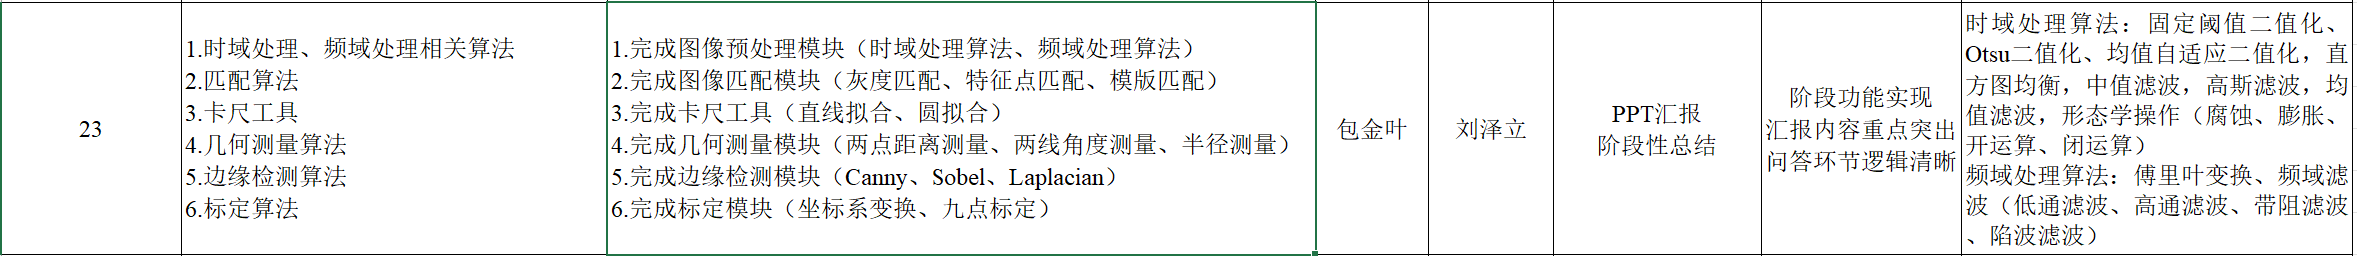 23
1.时域处理、频域处理相关算法
2.匹配算法
3.卡尺工具
4.几何测量算法
5.边缘检测算法
6.标定算法
1.完成图像预处理模块（时域处理算法、频域处理算法）
2.完成图像匹配模块（灰度匹配、特征点匹配、模版匹配）
3.完成卡尺工具（直线拟合、圆拟合）
4.完成几何测量模块（两点距离测量、两线角度测量、半径测量）
5.完成边缘检测模块（Canny、Sobel、Laplacian）
6.完成标定模块（坐标系变换、九点标定）
包金叶
刘泽立
PPT汇报
阶段性总结
阶段功能实现
汇报内容重点突出
问答环节逻辑清晰
时域处理算法：固定阈值二值化、
Otsu二值化、均值自适应二值化，直
方图均衡，中值滤波，高斯滤波，均
值滤波，形态学操作（腐蚀、膨胀、
开运算、闭运算）
频域处理算法：傅里叶变换、频域滤
波（低通滤波、高通滤波、带阻滤波
、陷波滤波）